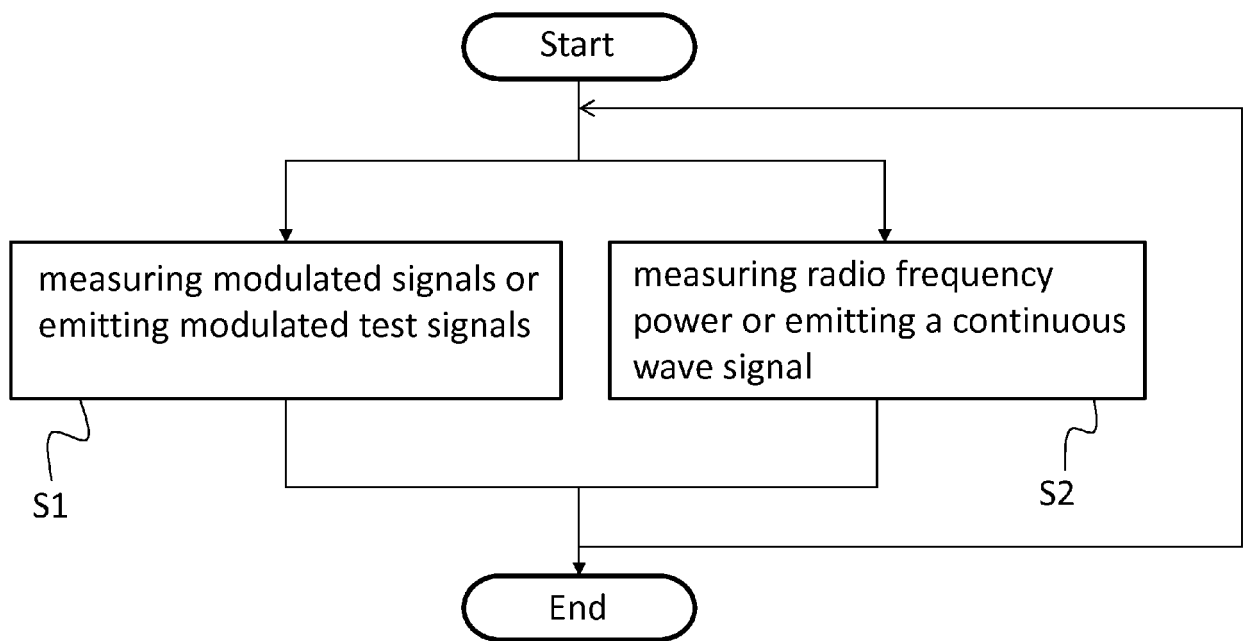 Start
measuring modulated signals or
emitting modulated test signals
measuring radio frequency
power or emitting a continuous
wave signal
S1
S2
End